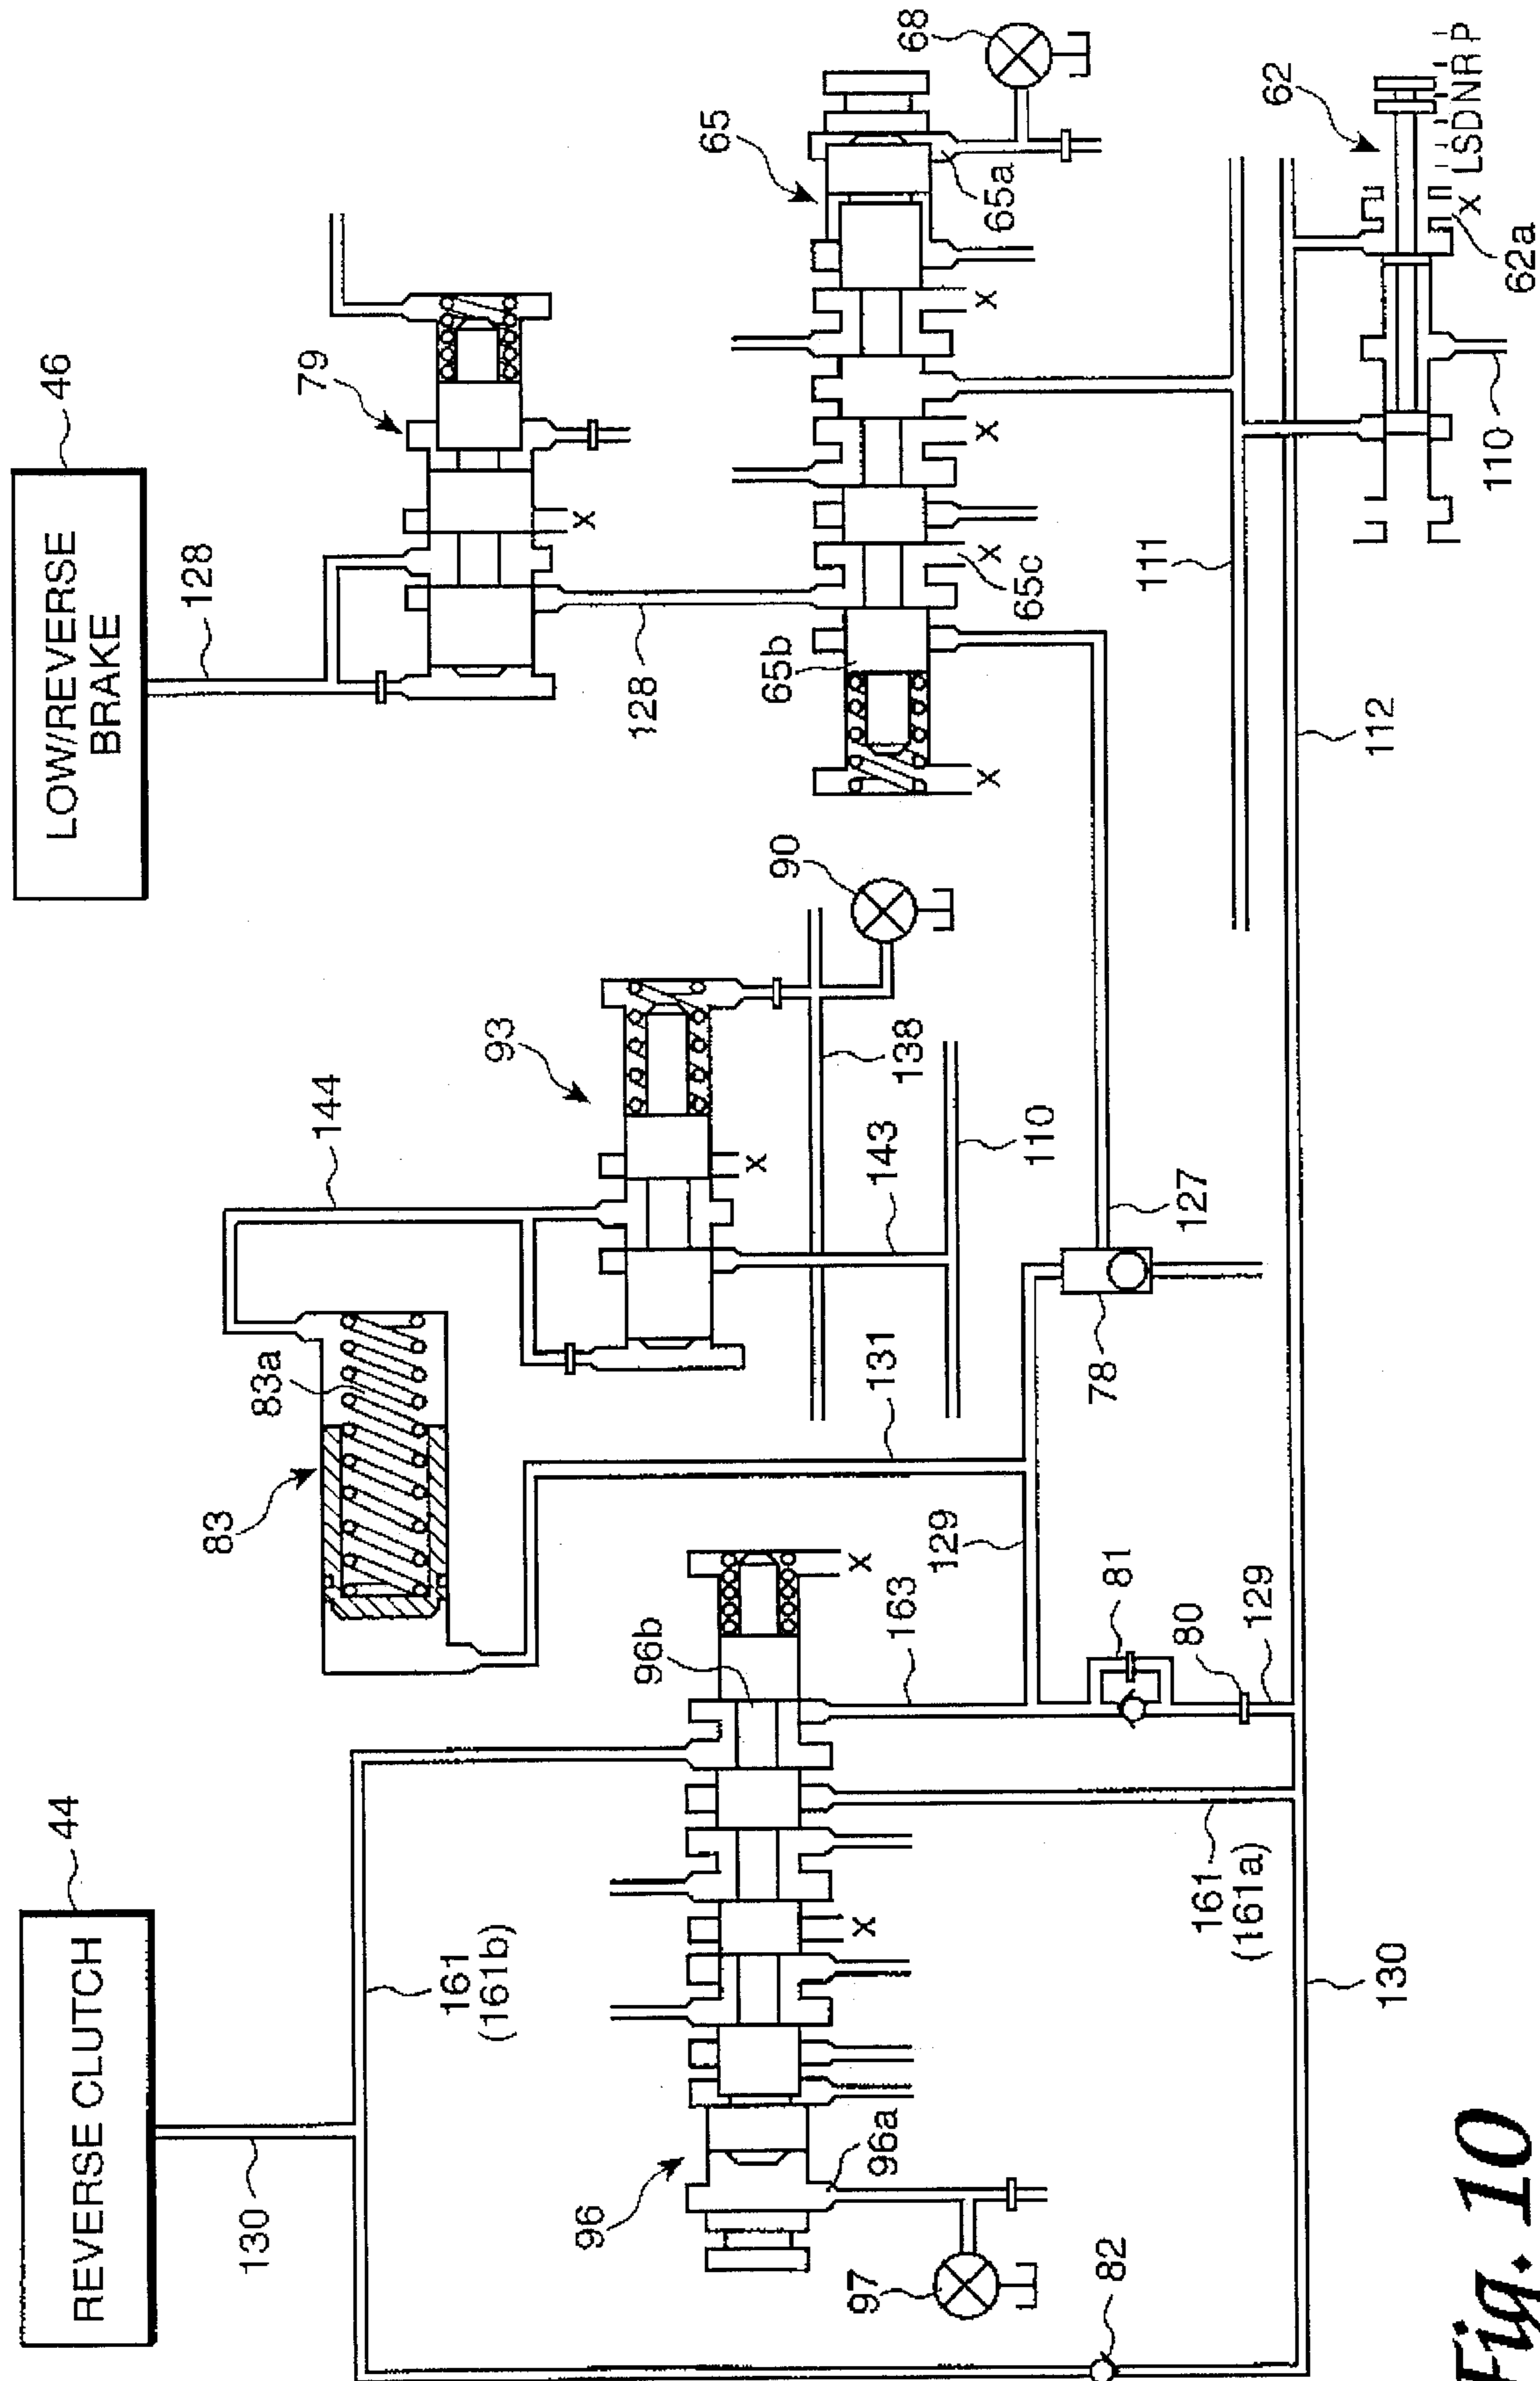 REVERSE CLUTCH
44
LOW/REVERSE
BRAKE
46
130
128
161
(161b)
83
83a
144
93
79
65
68
96
96a
96b
X
X
163
131
143
138
110
90
X
128
65b
65c
65a
X
X
X
X
X
97
82
161
(161a)
129
81
80
129
78
127
111
112
130
62
62a
X
110
LSDNRP
Fig. 10